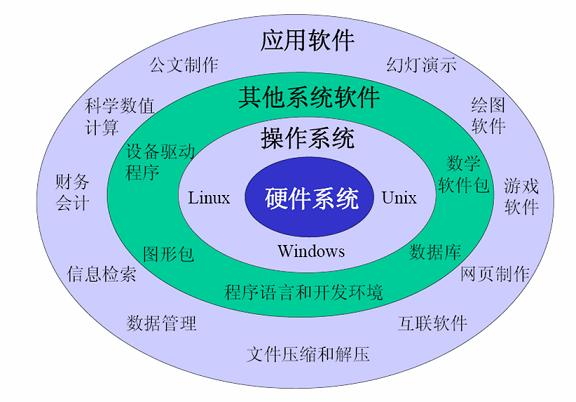 应用软件
公文制作
幻灯演示
其他系统软件
科学数值
计算
绘图
软件
操作系统
设备驱动
程序
数学
软件包
财务
会计
Linux
硬件系统
Unix
游戏
软件
图形包
Windows
数据库
信息检索
网页制作
程序语言和开发环境
数据管理
互联软件
文件压缩和解压